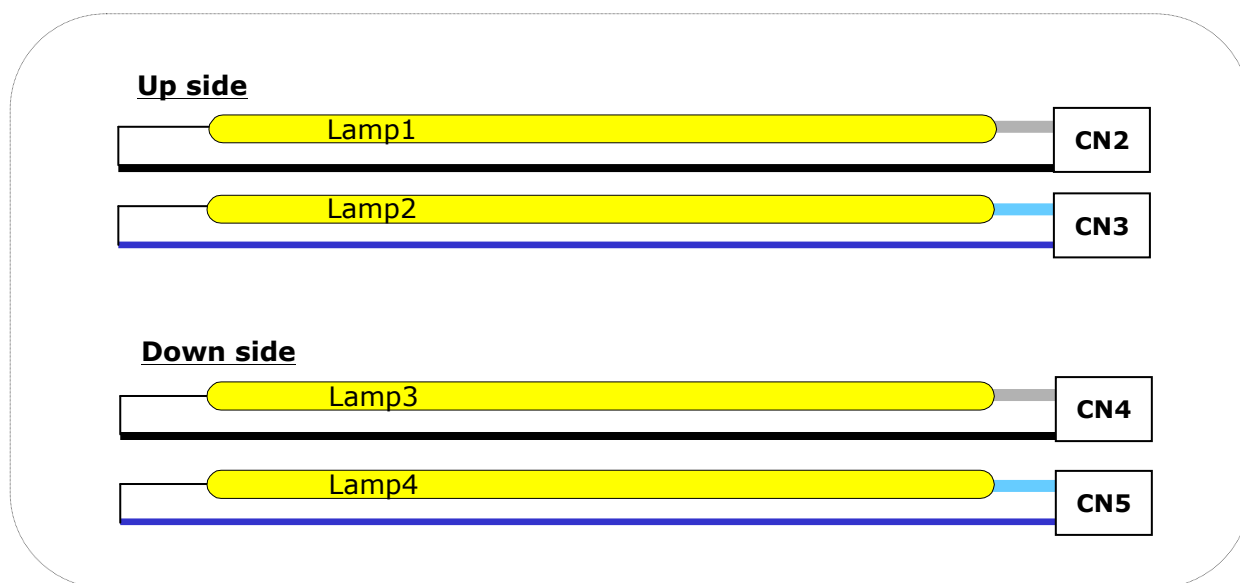 Up side
Lamp1
CN2
Lamp2
CN3
Down side
Lamp3
CN4
Lamp4
CN5